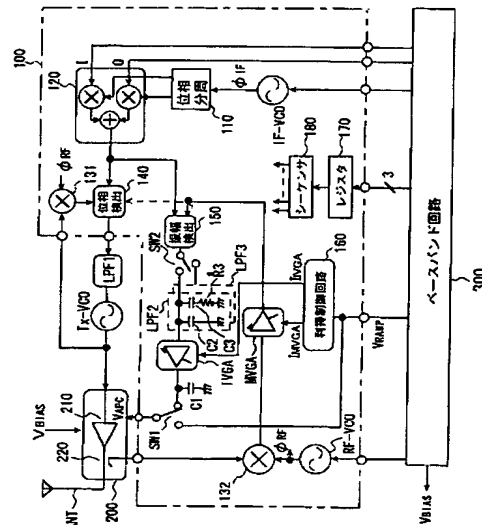 100
ΦRF
131
120
I
Q
位相検出
140
位相分周
110
ΦIF
IF-VCO
LPF1
Tx-VCO
VBIAS
210
VAPC
220
200
ANT
振幅検出
150
SW2
LPF3
LPF2
R3
C2
C3
IVGA
C1
SW1
MVGA
IIVGA
IMVGA
利得制御回路
160
180
シーケンサ
170
レジスタ
3
132
ΦRF
RF-VCO
VRAMP
VBIAS
ベースバンド回路
300